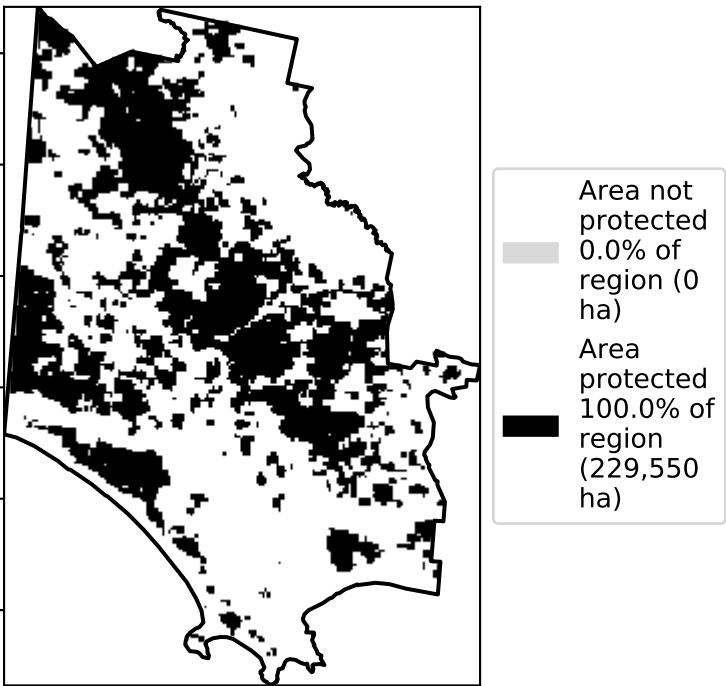 Area not
protected
0.0% of
region (0
ha)
Area
protected
100.0% of
region
(229,550
ha)